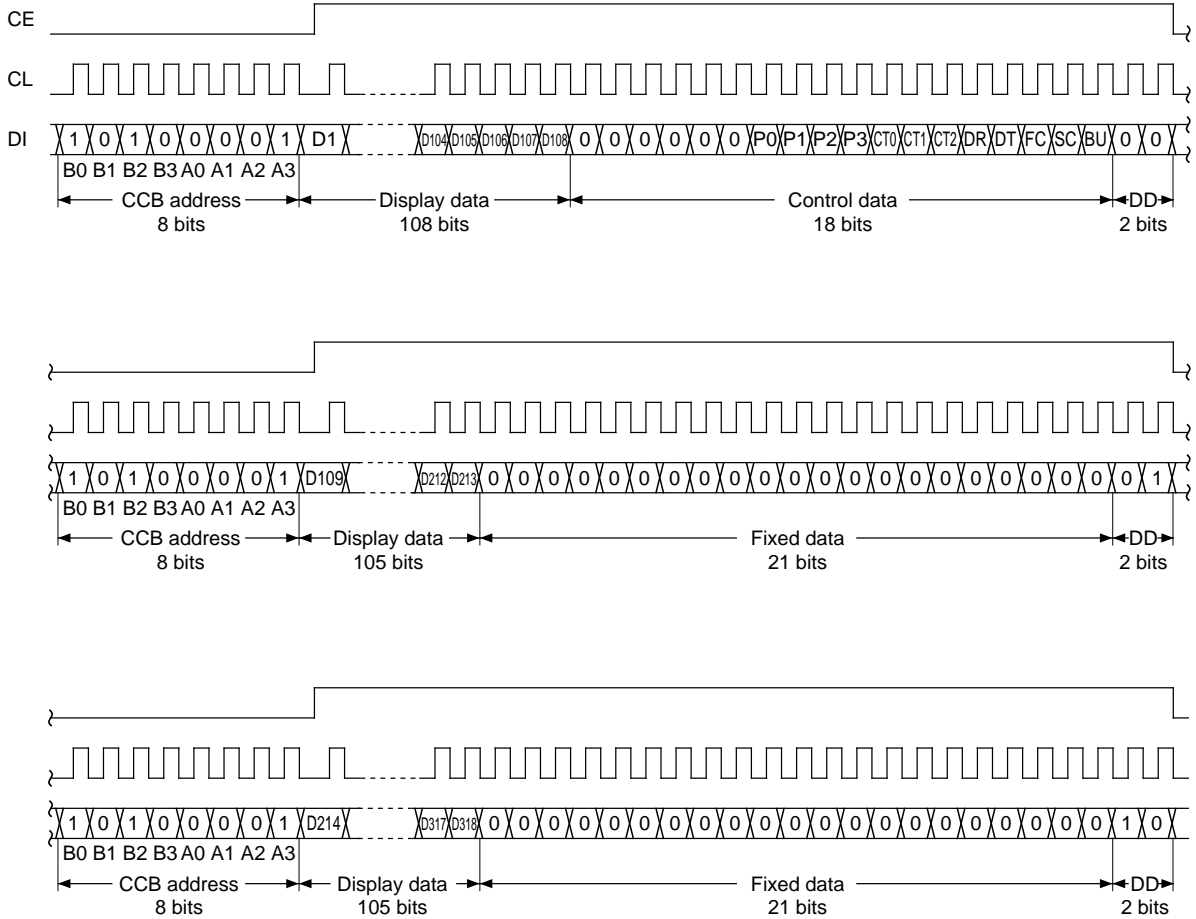 CE
CL
DI 1 0 1 0 0 0 0 1 D1 D104 D105 D106 D107 D108 0 0 0 0 0 0 P0 P1 P2 P3 CT0 CT1 CT2 DR DT FC SC BU 0 0
B0 B1 B2 B3 A0 A1 A2 A3
CCB address Display data Control data DD
8 bits 108 bits 18 bits 2 bits
1 0 1 0 0 0 0 1 D109 D212 D213 0 0 0 0 0 0 0 0 0 0 0 0 0 0 0 0 0 0 0 0 0 0 1
B0 B1 B2 B3 A0 A1 A2 A3
CCB address Display data Fixed data DD
8 bits 105 bits 21 bits 2 bits
1 0 1 0 0 0 0 1 D214 D317 D318 0 0 0 0 0 0 0 0 0 0 0 0 0 0 0 0 0 0 0 0 0 1 0
B0 B1 B2 B3 A0 A1 A2 A3
CCB address Display data Fixed data DD
8 bits 105 bits 21 bits 2 bits